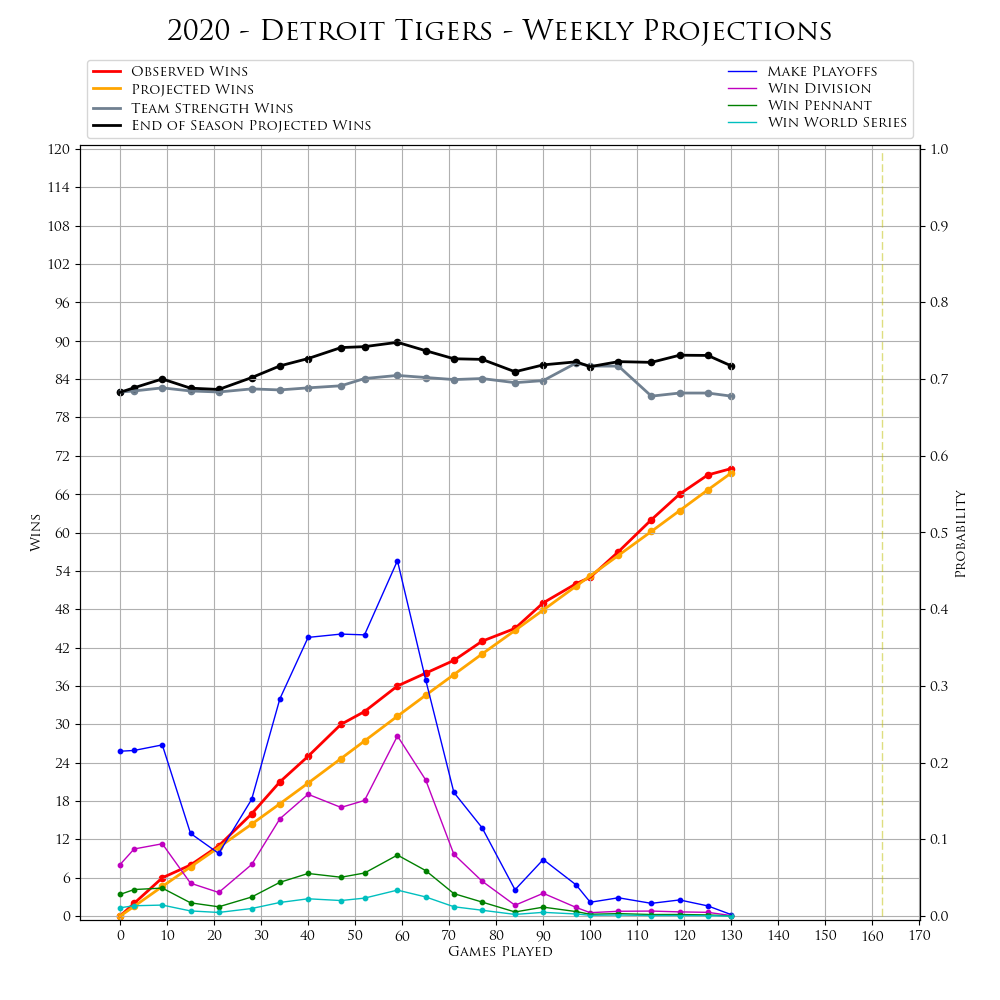 2020 - Detroit Tigers - Weekly Projections
Observed Wins
Projected Wins
Team Strength Wins
End of Season Projected Wins
Make Playoffs
Win Division
Win Pennant
Win World Series
120
114
108
102
96
90
84
78
72
66
60
54
48
42
36
30
24
18
12
6
0
Wins
1.0
0.9
0.8
0.7
0.6
0.5
0.4
0.3
0.2
0.1
0.0
Probability
0 10 20 30 40 50 60 70 80 90 100 110 120 130 140 150 160 170
Games Played